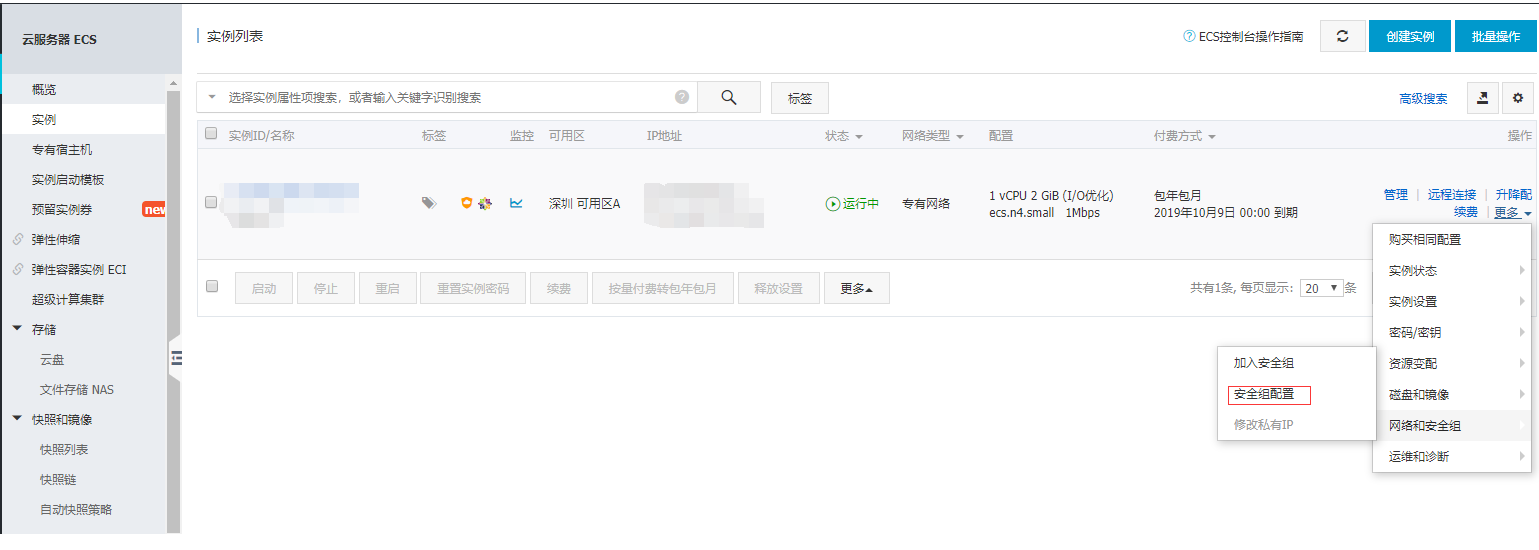 云服务器 ECS
概览
实例
专有宿主机
实例启动模板
预留实例券 new
弹性伸缩
弹性容器实例 ECI
超级计算集群
存储
云盘
文件存储 NAS
快照和镜像
快照列表
快照链
自动快照策略
实例列表
ECS控制台操作指南
创建实例
批量操作
选择实例属性项搜索，或者输入关键字识别搜索
标签
高级搜索
实例ID/名称 标签 监控 可用区 IP地址 状态 网络类型 配置 付费方式 操作
深圳 可用区A
运行中
专有网络
1 vCPU 2 GiB (I/O优化)
ecs.n4.small 1Mbps
包年包月
2019年10月9日 00:00 到期
管理 | 远程连接 | 升降配
续费 | 更多
启动 停止 重启 重置实例密码 续费 按量付费转包年包月 释放设置 更多
共有1条, 每页显示: 20 条
购买相同配置
实例状态
实例设置
密码/密钥
资源变配
磁盘和镜像
网络和安全组
运维和诊断
加入安全组
安全组配置
修改私有IP